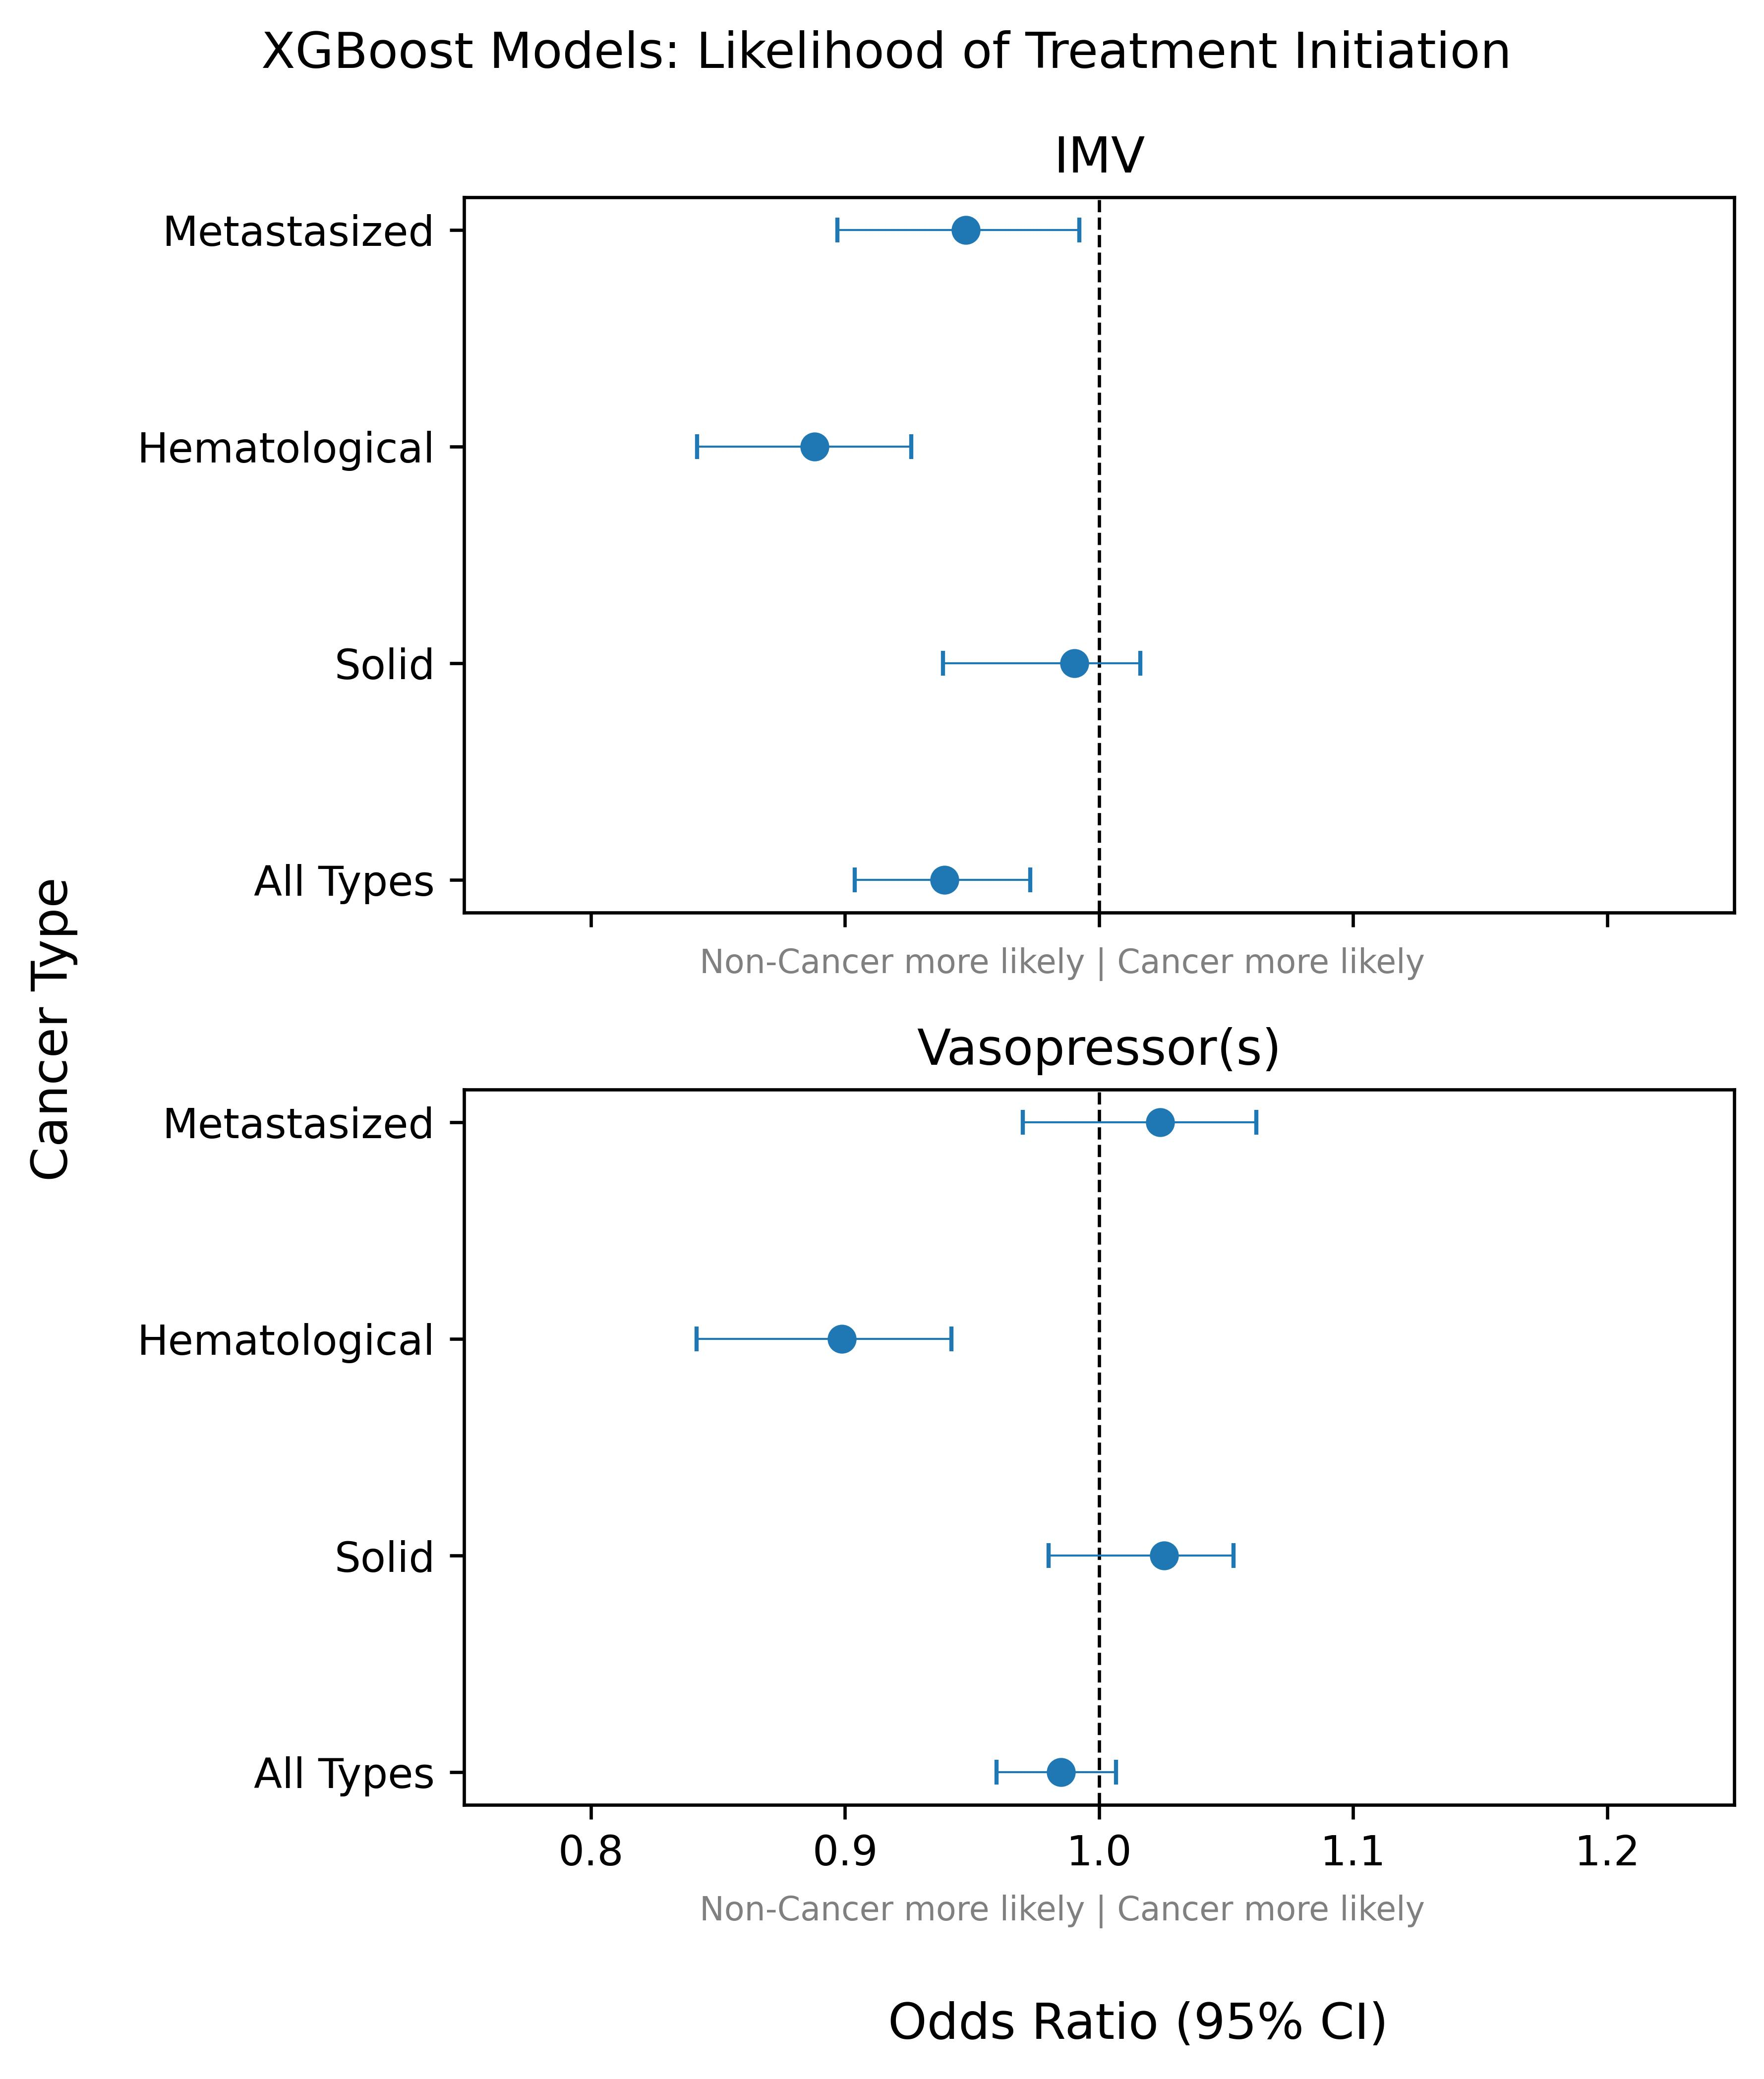 XGBoost Models: Likelihood of Treatment Initiation
IMV
Metastasized
Hematological
Solid
All Types
Non-Cancer more likely | Cancer more likely
Cancer Type
Vasopressor(s)
Metastasized
Hematological
Solid
All Types
0.8 0.9 1.0 1.1 1.2
Non-Cancer more likely | Cancer more likely
Odds Ratio (95% CI)